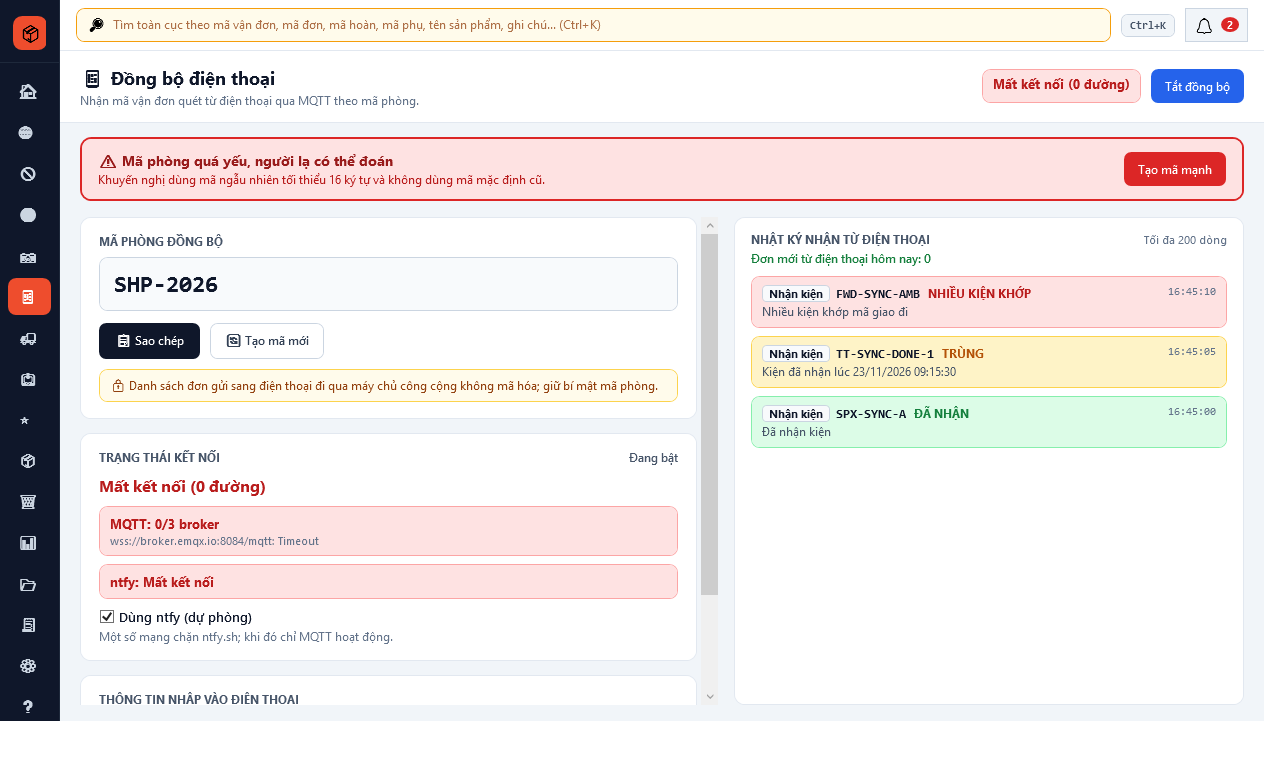 Tìm toàn cục theo mã vận đơn, mã đơn, mã hoàn, mã phụ, tên sản phẩm, ghi chú... (Ctrl+K)
Ctrl+K
2
Đồng bộ điện thoại
Nhận mã vận đơn quét từ điện thoại qua MQTT theo mã phòng.
Mất kết nối (0 đường)
Tắt đồng bộ
Mã phòng quá yếu, người lạ có thể đoán
Khuyến nghị dùng mã ngẫu nhiên tối thiểu 16 ký tự và không dùng mã mặc định cũ.
Tạo mã mạnh
MÃ PHÒNG ĐỒNG BỘ
SHP-2026
Sao chép
Tạo mã mới
Danh sách đơn gửi sang điện thoại đi qua máy chủ công cộng không mã hóa; giữ bí mật mã phòng.
TRẠNG THÁI KẾT NỐI
Đang bật
Mất kết nối (0 đường)
MQTT: 0/3 broker
wss://broker.emqx.io:8084/mqtt: Timeout
ntfy: Mất kết nối
Dùng ntfy (dự phòng)
Một số mạng chặn ntfy.sh; khi đó chỉ MQTT hoạt động.
THÔNG TIN NHẬP VÀO ĐIỆN THOẠI
NHẬT KÝ NHẬN TỪ ĐIỆN THOẠI
Tối đa 200 dòng
Đơn mới từ điện thoại hôm nay: 0
Nhận kiện FWD-SYNC-AMB NHIỀU KIỆN KHỚP
16:45:10
Nhiều kiện khớp mã giao đi
Nhận kiện TT-SYNC-DONE-1 TRÙNG
16:45:05
Kiện đã nhận lúc 23/11/2026 09:15:30
Nhận kiện SPX-SYNC-A ĐÃ NHẬN
16:45:00
Đã nhận kiện